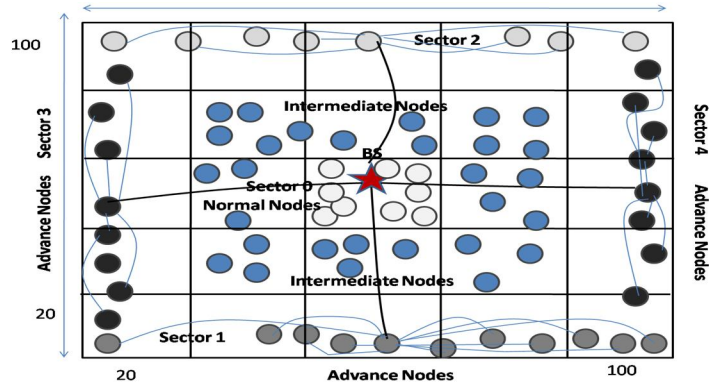 100
Sector 2
Sector 3
Intermediate Nodes
Sector 4
BS
Sector 0
Normal Nodes
Advance Nodes
Advance Nodes
Intermediate Nodes
20
Sector 1
20
Advance Nodes
100